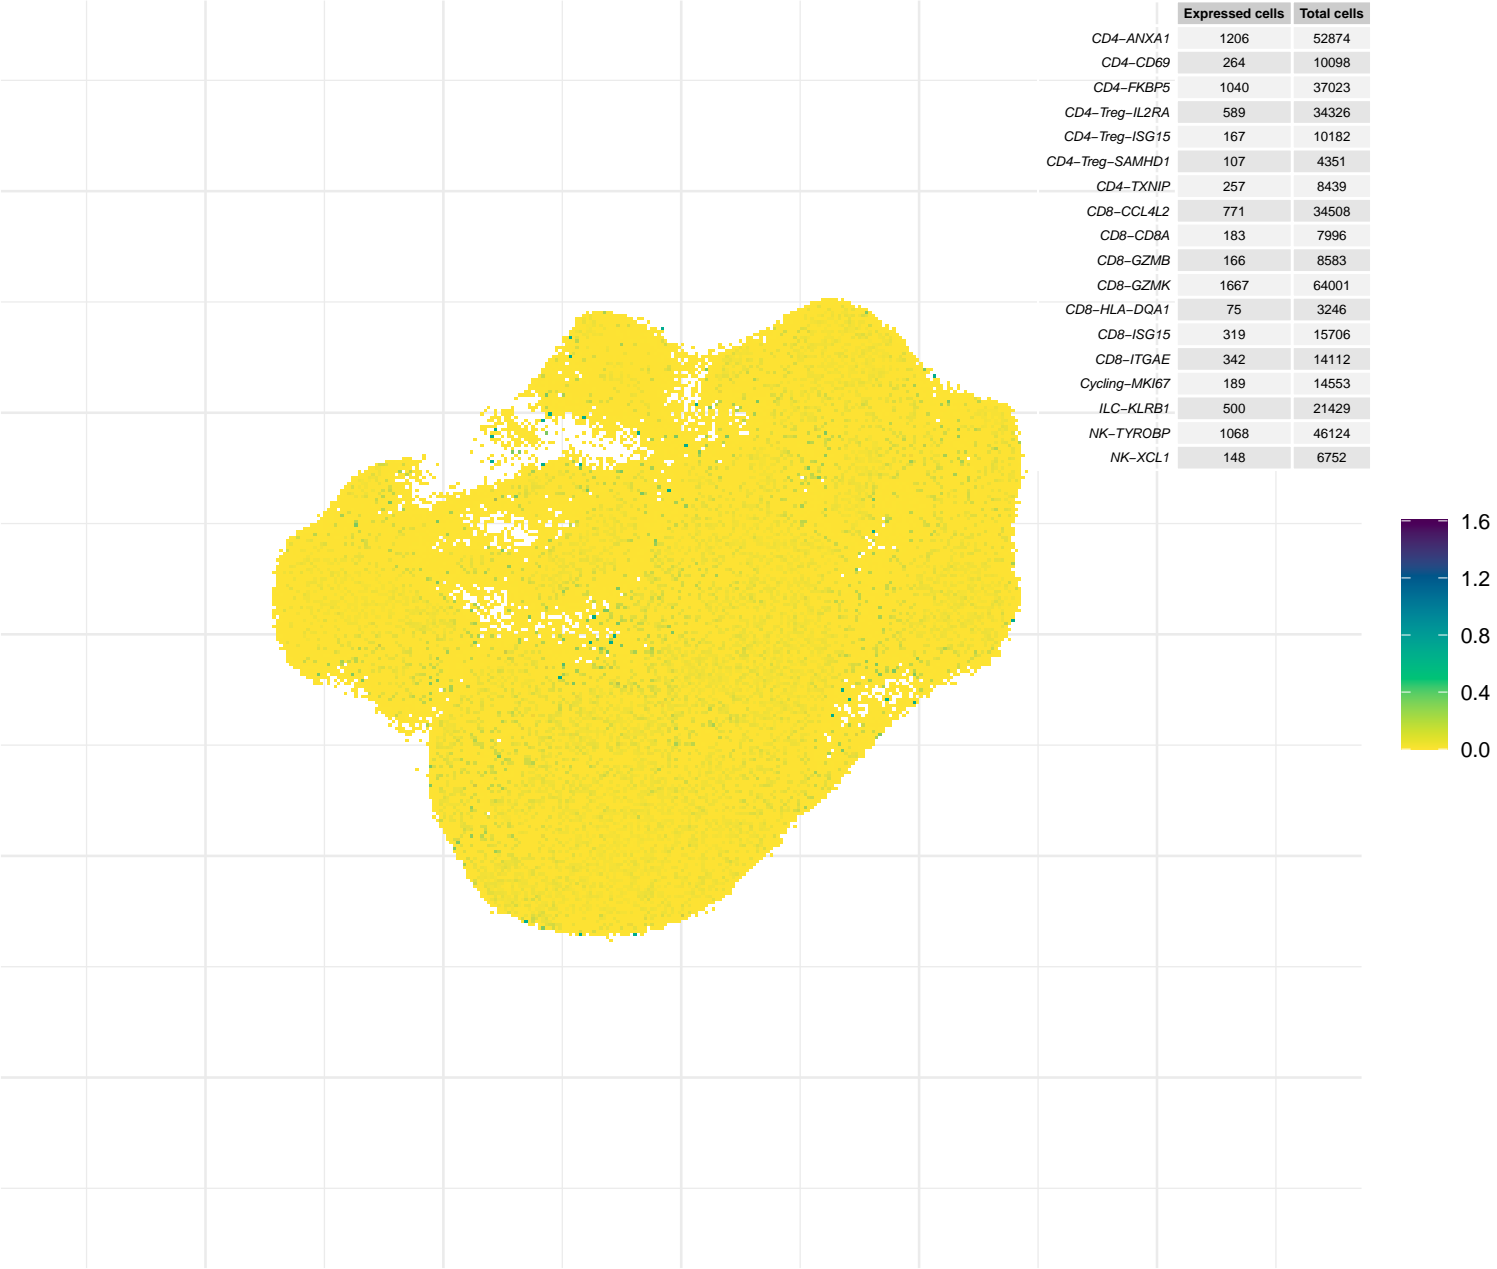 Expressed cells Total cells
CD4−ANXA1 1206 52874
CD4−CD69 264 10098
CD4−FKBP5 1040 37023
CD4−Treg−IL2RA 589 34326
CD4−Treg−ISG15 167 10182
CD4−Treg−SAMHD1 107 4351
CD4−TXNIP 257 8439
CD8−CCL4L2 771 34508
CD8−CD8A 183 7996
CD8−GZMB 166 8583
CD8−GZMK 1667 64001
CD8−HLA−DQA1 75 3246
CD8−ISG15 319 15706
CD8−ITGAE 342 14112
Cycling−MKI67 189 14553
ILC−KLRB1 500 21429
NK−TYROBP 1068 46124
NK−XCL1 148 6752
1.6
1.2
0.8
0.4
0.0